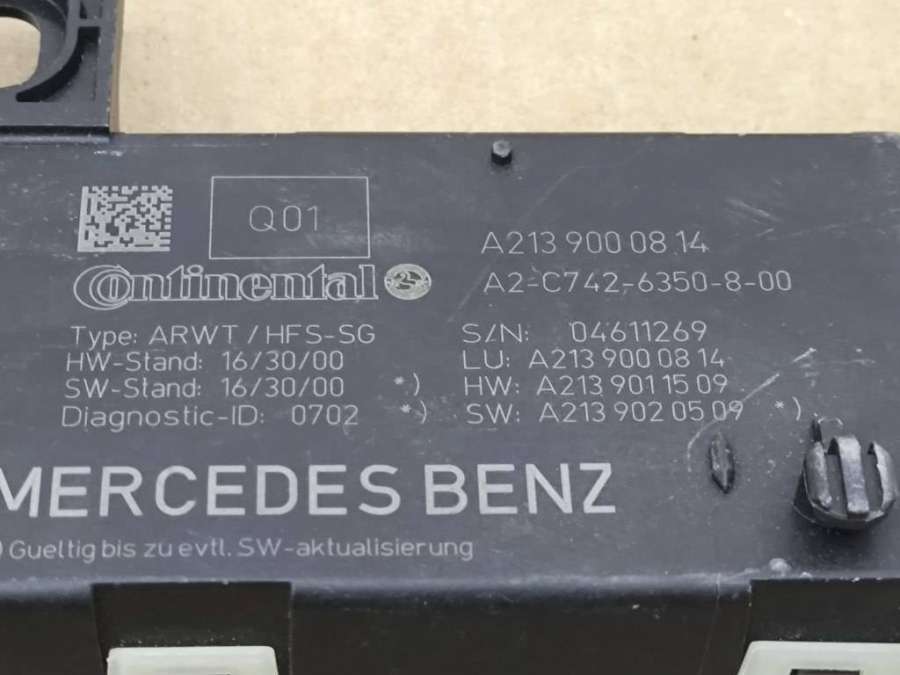 Q01
A213 900 08 14
Continental
A2-C742-6350-8-00
Type: ARWT / HFS-SG
S/N: 04611269
HW-Stand: 16/30/00
LU: A213 900 08 14
SW-Stand: 16/30/00 *)
HW: A213 901 15 09
Diagnostic-ID: 0702 *)
SW: A213 902 05 09 *)
MERCEDES BENZ
) Gueltig bis zu evtl. SW-aktualisierung